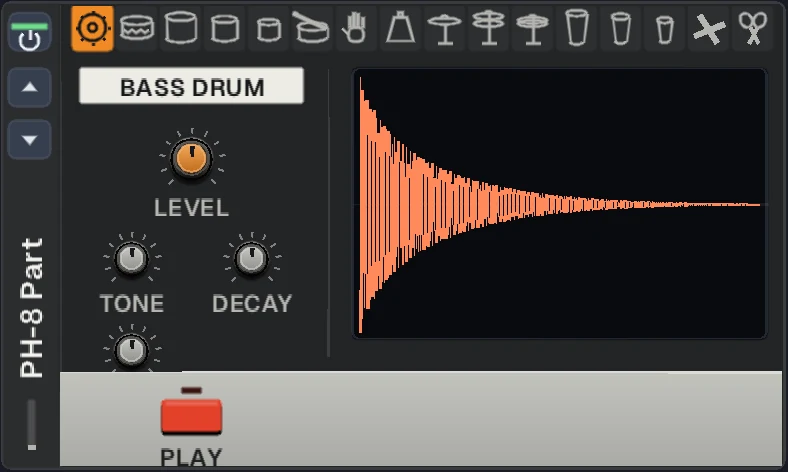 BASS DRUM
LEVEL
TONE
DECAY
PH-8 Part
PLAY